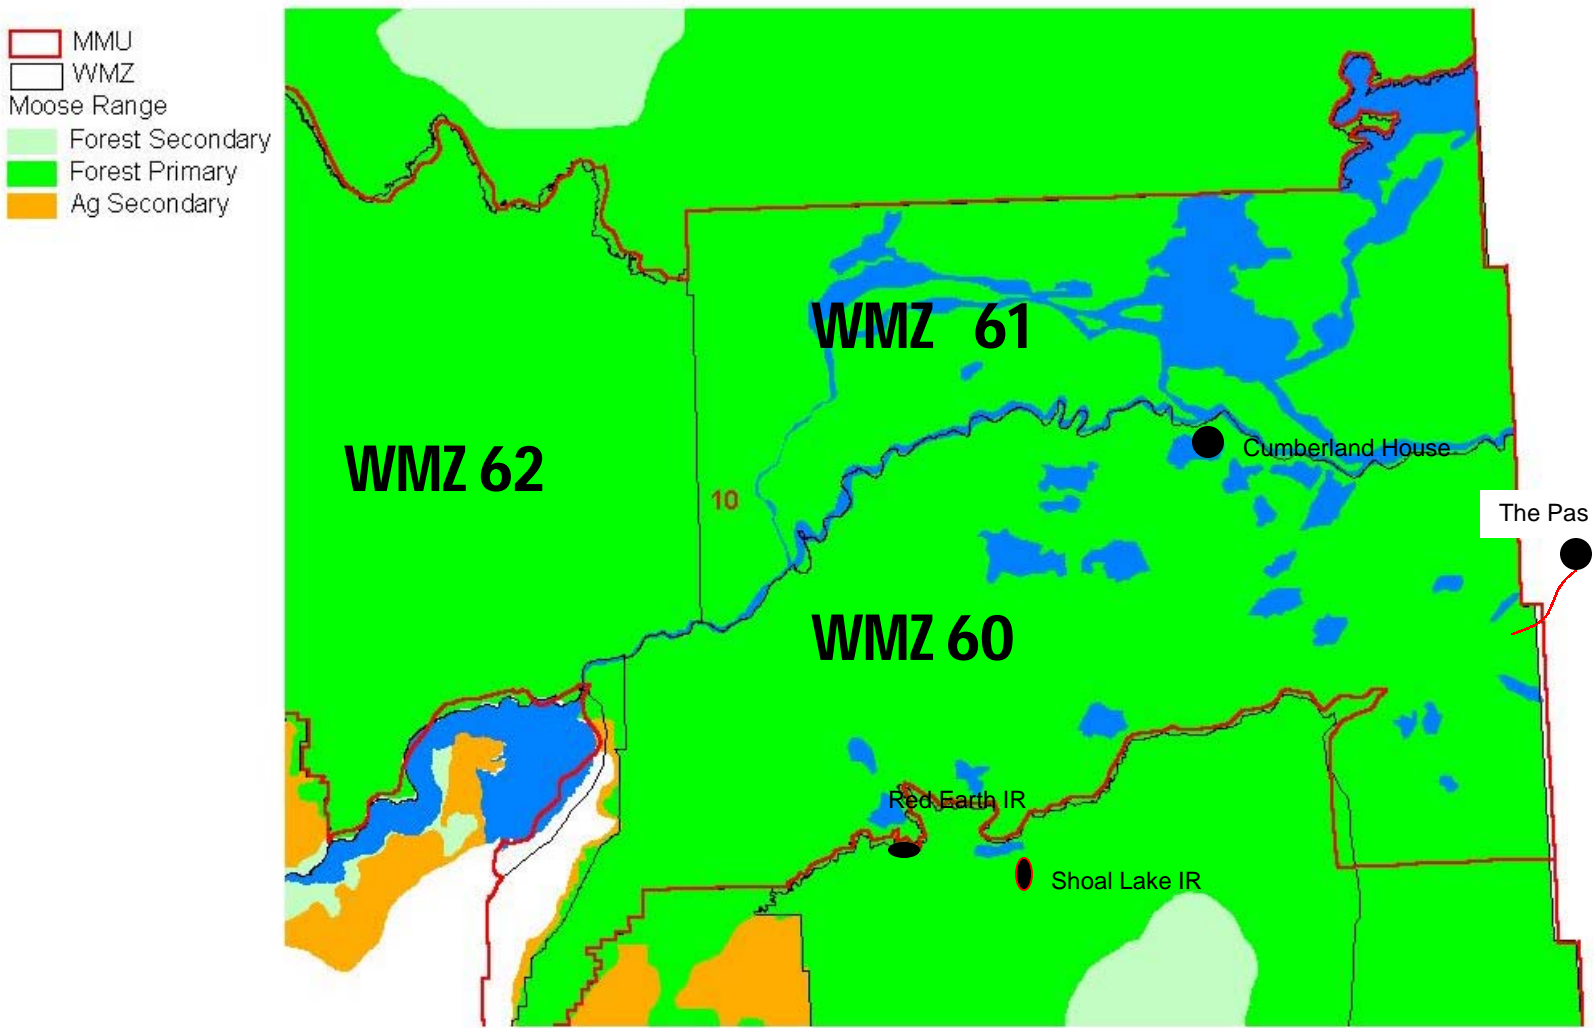 MMU
WMZ
Moose Range
Forest Secondary
Forest Primary
Ag Secondary
WMZ 61
WMZ 62
Cumberland House
10
The Pas
WMZ 60
Red Earth IR
Shoal Lake IR